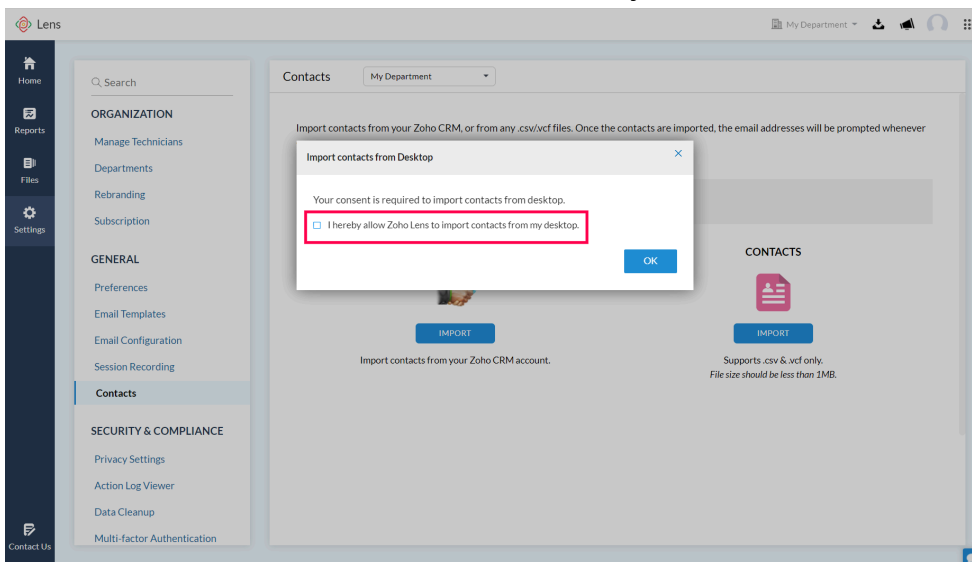 Lens
My Department
Home
Reports
Files
Settings
Contact Us
Search
ORGANIZATION
Manage Technicians
Departments
Rebranding
Subscription
GENERAL
Preferences
Email Templates
Email Configuration
Session Recording
Contacts
SECURITY & COMPLIANCE
Privacy Settings
Action Log Viewer
Data Cleanup
Multi-factor Authentication
Contacts
My Department
Import contacts from your Zoho CRM, or from any .csv/.vcf files. Once the contacts are imported, the email addresses will be prompted whenever
Import contacts from Desktop
Your consent is required to import contacts from desktop.
I hereby allow Zoho Lens to import contacts from my desktop.
OK
IMPORT
Import contacts from your Zoho CRM account.
CONTACTS
IMPORT
Supports .csv & .vcf only.
File size should be less than 1MB.